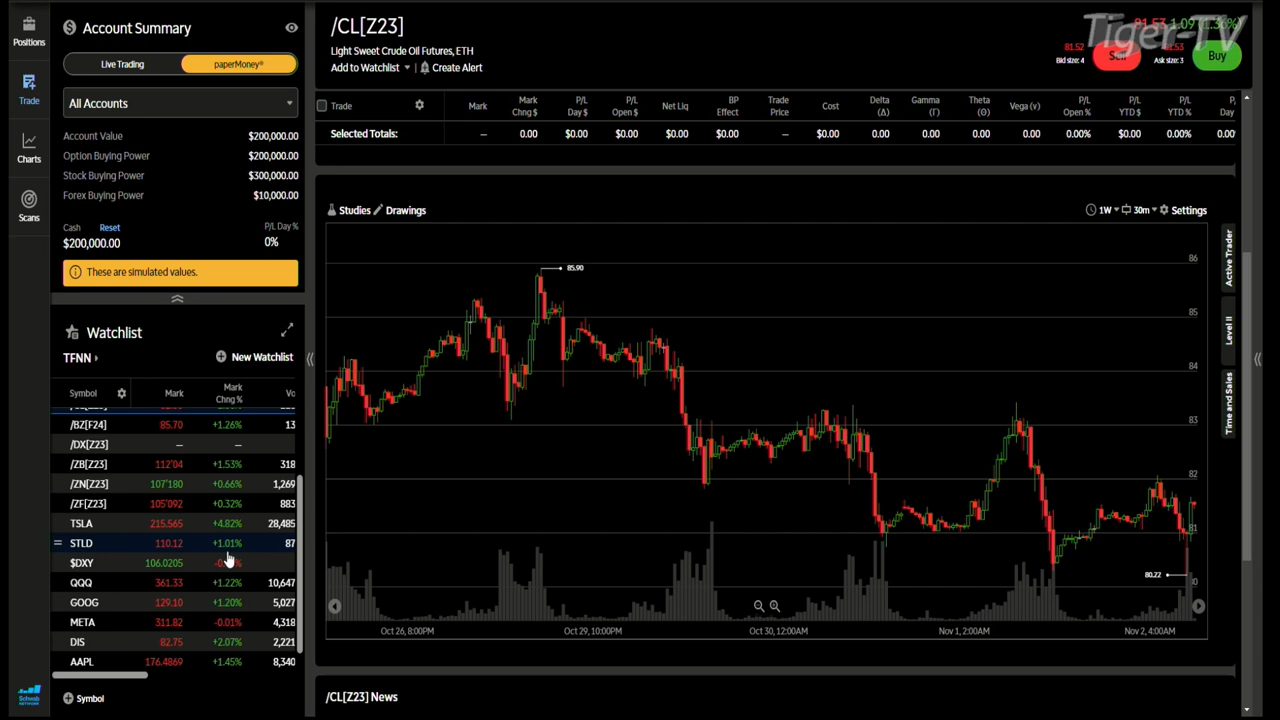 Positions
Trade
Charts
Scans
Account Summary
Live Trading
paperMoney®
All Accounts
Account Value $200,000.00
Option Buying Power $200,000.00
Stock Buying Power $300,000.00
Forex Buying Power $10,000.00
Cash Reset P/L Day %
$200,000.00 0%
These are simulated values.
Watchlist
TFNN New Watchlist
Symbol Mark Mark Chng % Vo
/BZ[F24] 85.70 +1.26% 13
/DX[Z23] — —
/ZB[Z23] 112'04 +1.53% 318
/ZN[Z23] 107'180 +0.66% 1,269
/ZF[Z23] 105'092 +0.32% 883
TSLA 215.565 +4.82% 28,485
STLD 110.12 +1.01% 87
$DXY 106.0205
QQQ 361.33 +1.22% 10,647
GOOG 129.10 +1.20% 5,027
META 311.82 -0.01% 4,318
DIS 82.75 +2.07% 2,221
AAPL 176.4869 +1.45% 8,340
Symbol
Schwab
NETWORK
/CL[Z23]
Light Sweet Crude Oil Futures, ETH
Add to Watchlist Create Alert
81.53 1.09 (1.36%)
Tiger-TV
81.52
Bid size: 4
Sell
81.53
Ask size: 3
Buy
Trade Mark Mark Chng $ P/L Day $ P/L Open $ Net Liq BP Effect Trade Price Cost Delta (Δ) Gamma (Γ) Theta (Θ) Vega (v) P/L Open % P/L YTD $ P/L YTD % P/ Day
Selected Totals: — 0.00 $0.00 $0.00 $0.00 $0.00 — $0.00 0.00 0.00 0.00 0.00 0.00% $0.00 0.00% 0.00
Studies Drawings 1W 30m Settings
85.90
80.22
86
85
84
83
82
81
Oct 26, 8:00PM Oct 29, 10:00PM Oct 30, 12:00AM Nov 1, 2:00AM Nov 2, 4:00AM
Active Trader
Level II
Time and Sales
/CL[Z23] News